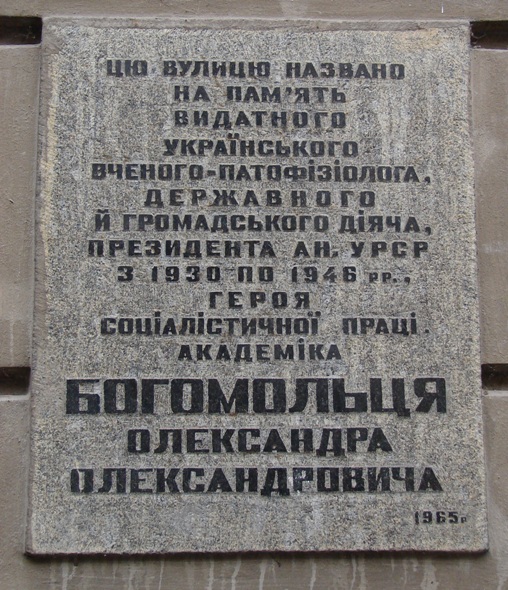 ЦЮ ВУЛИЦЮ НАЗВАНО
НА ПАМ'ЯТЬ
ВИДАТНОГО
УКРАЇНСЬКОГО
ВЧЕНОГО-ПАТОФІЗІОЛОГА,
ДЕРЖАВНОГО
Й ГРОМАДСЬКОГО ДІЯЧА,
ПРЕЗИДЕНТА АН. УРСР
З 1930 ПО 1946 рр.,
ГЕРОЯ
СОЦІАЛІСТИЧНОЇ ПРАЦІ.
АКАДЕМІКА
БОГОМОЛЬЦЯ
ОЛЕКСАНДРА
ОЛЕКСАНДРОВИЧА
1965р